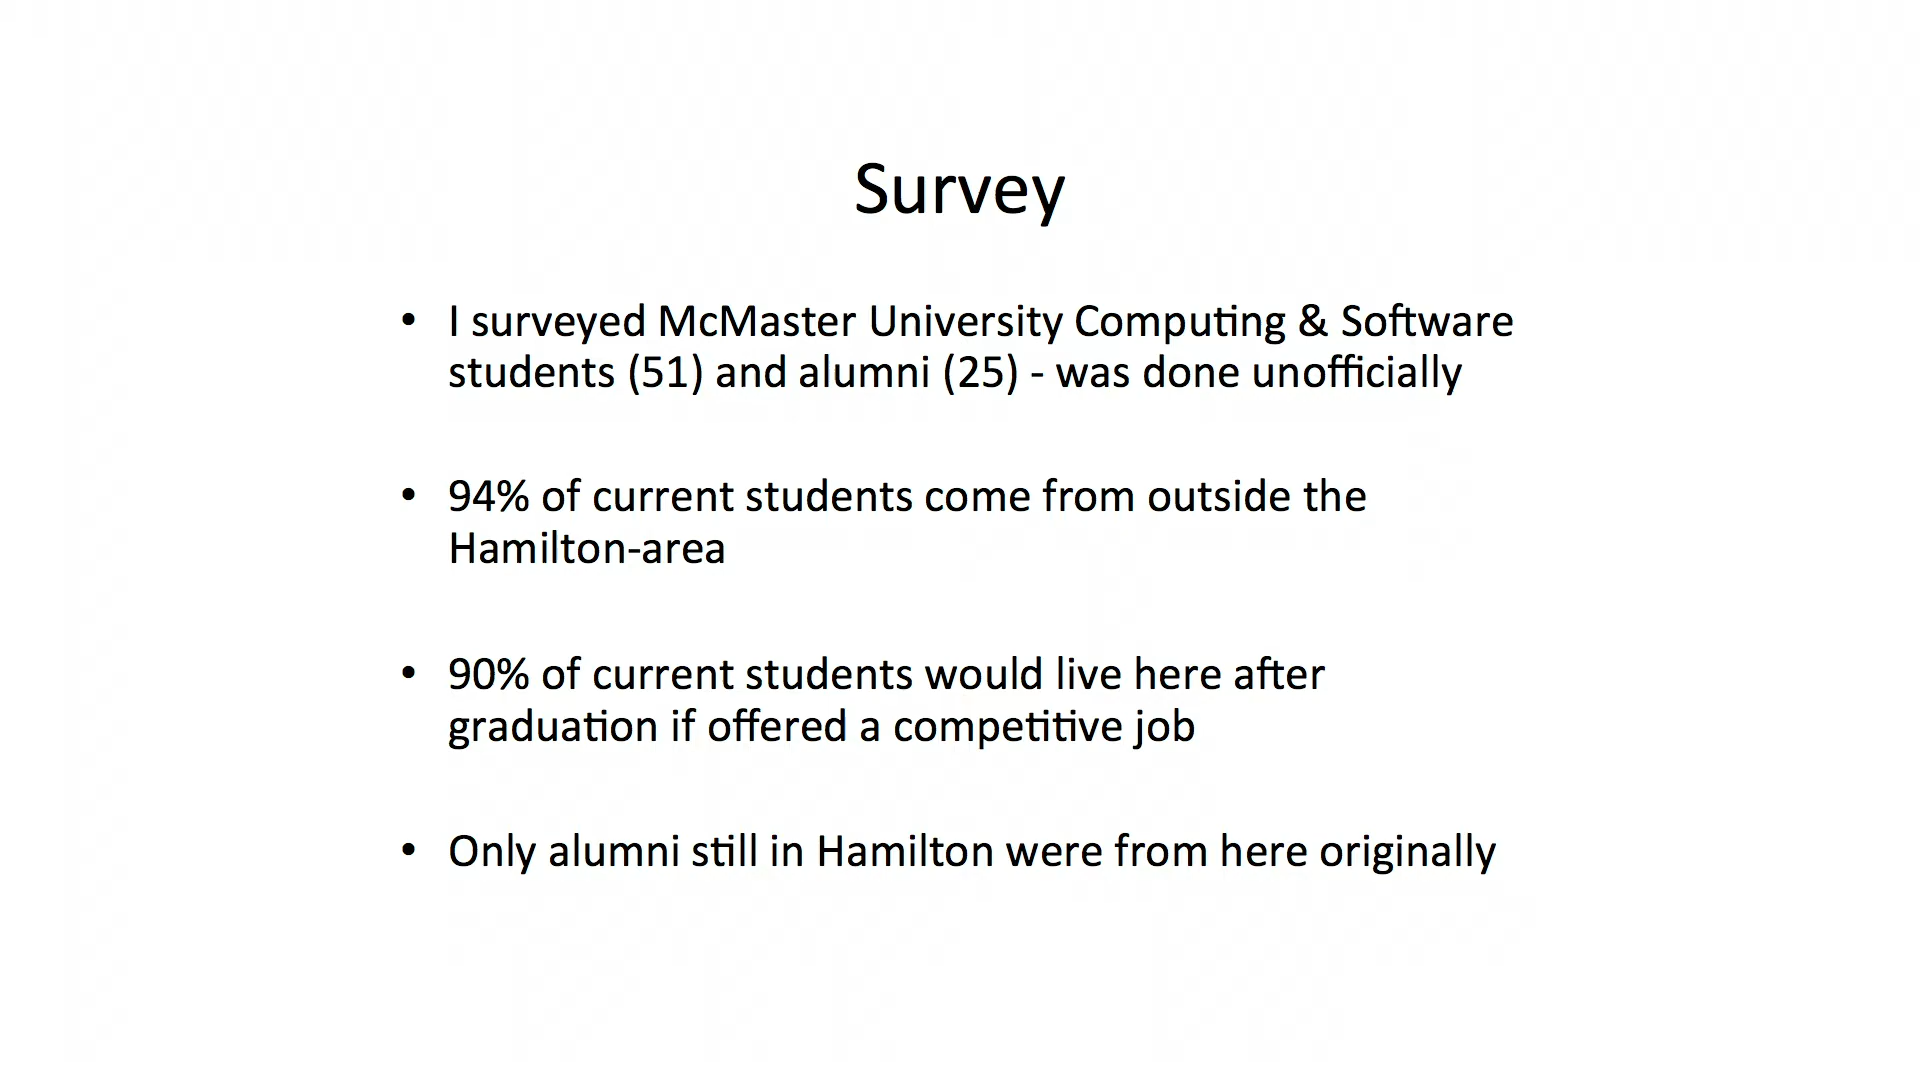 Survey
• I surveyed McMaster University Computing & Software
students (51) and alumni (25) - was done unofficially
• 94% of current students come from outside the
Hamilton-area
• 90% of current students would live here after
graduation if offered a competitive job
• Only alumni still in Hamilton were from here originally